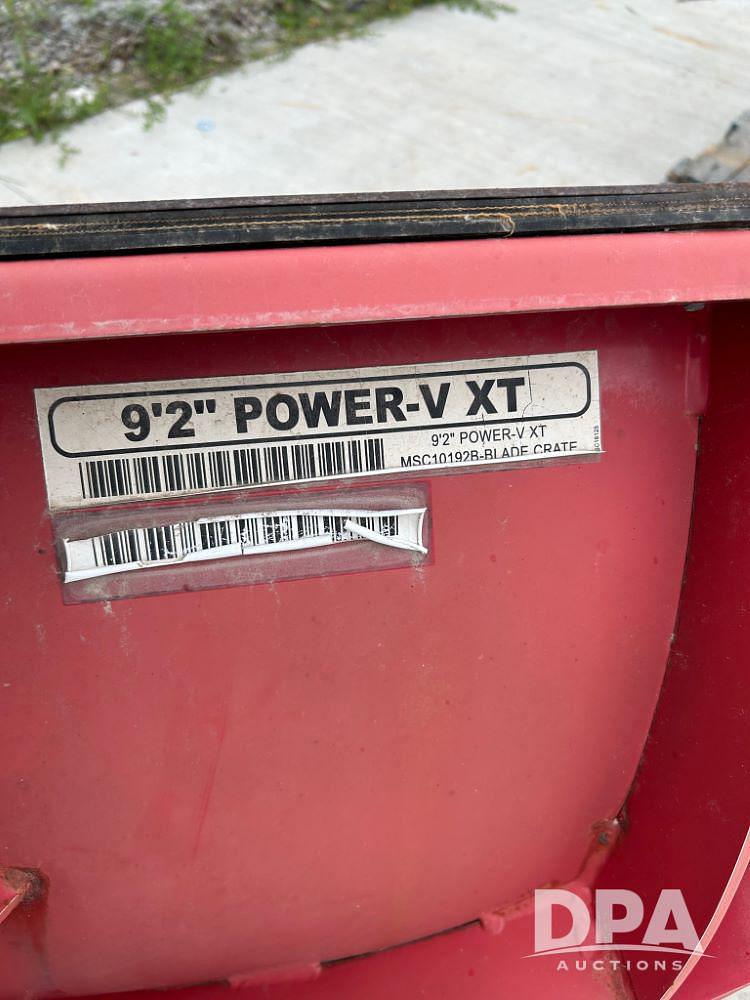 9'2" POWER-V XT
9'2" POWER-V XT
MSC10192B-BLADE CRATE
DPA
AUCTIONS